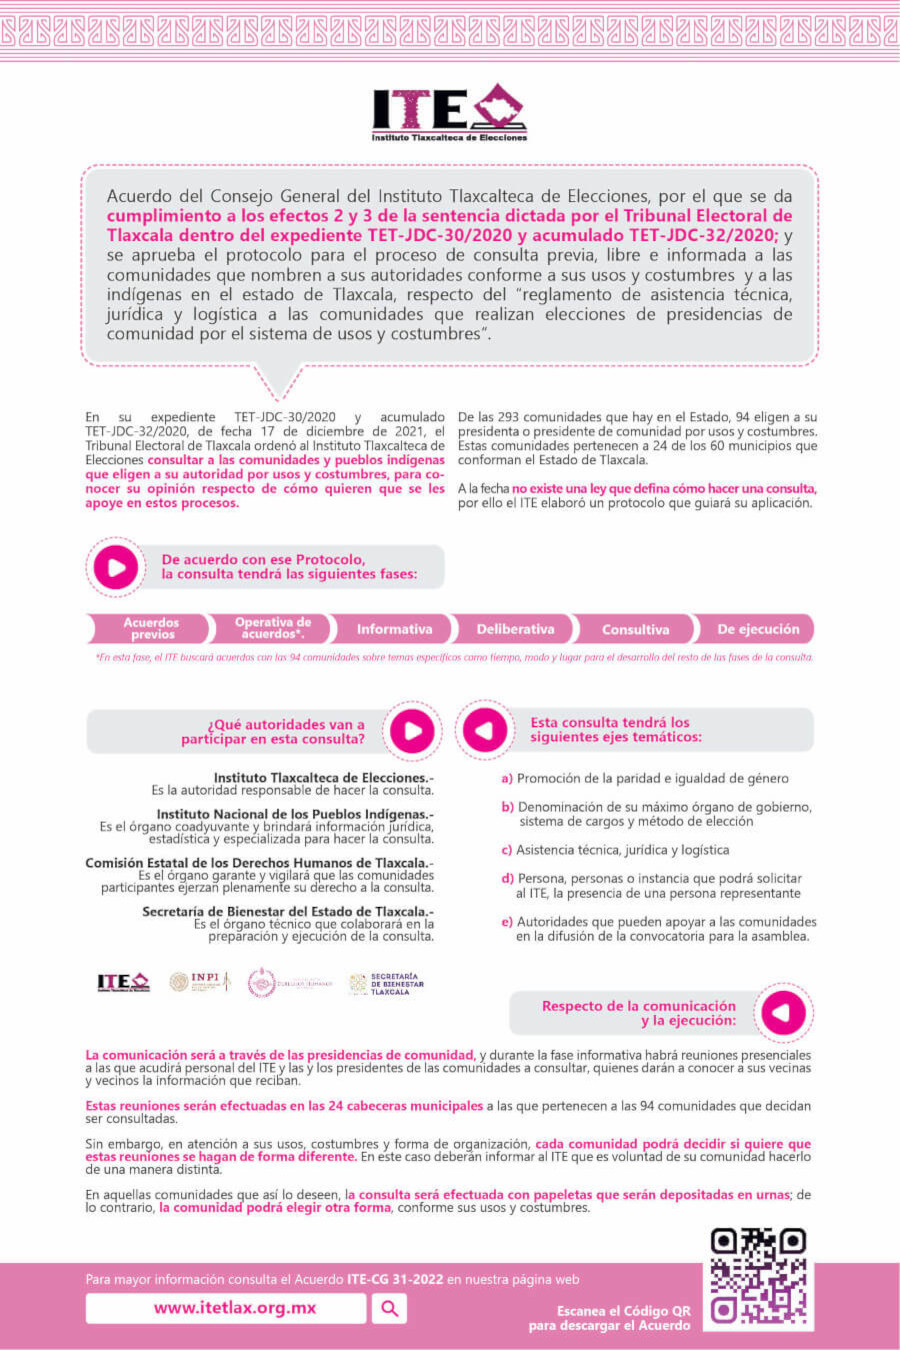 ITE
Instituto Tlaxcalteca de Elecciones
Acuerdo del Consejo General del Instituto Tlaxcalteca de Elecciones, por el que se da
cumplimiento a los efectos 2 y 3 de la sentencia dictada por el Tribunal Electoral de
Tlaxcala dentro del expediente TET-JDC-30/2020 y acumulado TET-JDC-32/2020; y
se aprueba el protocolo para el proceso de consulta previa, libre e informada a las
comunidades que nombren a sus autoridades conforme a sus usos y costumbres y a las
indígenas en el estado de Tlaxcala, respecto del "reglamento de asistencia técnica,
jurídica y logística a las comunidades que realizan elecciones de presidencias de
comunidad por el sistema de usos y costumbres".
En su expediente TET-JDC-30/2020 y acumulado
TET-JDC-32/2020, de fecha 17 de diciembre de 2021, el
Tribunal Electoral de Tlaxcala ordenó al Instituto Tlaxcalteca de
Elecciones consultar a las comunidades y pueblos indígenas
que eligen a su autoridad por usos y costumbres, para co-
nocer su opinión respecto de cómo quieren que se les
apoye en estos procesos.
De las 293 comunidades que hay en el Estado, 94 eligen a su
presidenta o presidente de comunidad por usos y costumbres.
Estas comunidades pertenecen a 24 de los 60 municipios que
conforman el Estado de Tlaxcala.
A la fecha no existe una ley que defina cómo hacer una consulta,
por ello el ITE elaboró un protocolo que guiará su aplicación.
De acuerdo con ese Protocolo,
la consulta tendrá las siguientes fases:
Acuerdos
previos
Operativa de
acuerdos*.
Informativa
Deliberativa
Consultiva
De ejecución
*En esta fase, el ITE buscará acuerdos con las 94 comunidades sobre temas específicos como tiempo, modo y lugar para el desarrollo del resto de las fases de la consulta.
¿Qué autoridades van a
participar en esta consulta?
Instituto Tlaxcalteca de Elecciones.-
Es la autoridad responsable de hacer la consulta.
Instituto Nacional de los Pueblos Indígenas.-
Es el órgano coadyuvante y brindará información jurídica,
estadística y especializada para hacer la consulta.
Comisión Estatal de los Derechos Humanos de Tlaxcala.-
Es el órgano garante y vigilará que las comunidades
participantes ejerzan plenamente su derecho a la consulta.
Secretaría de Bienestar del Estado de Tlaxcala.-
Es el órgano técnico que colaborará en la
preparación y ejecución de la consulta.
ITE
INPI
SECRETARÍA
DE BIENESTAR
TLAXCALA
Esta consulta tendrá los
siguientes ejes temáticos:
a) Promoción de la paridad e igualdad de género
b) Denominación de su máximo órgano de gobierno,
sistema de cargos y método de elección
c) Asistencia técnica, jurídica y logística
d) Persona, personas o instancia que podrá solicitar
al ITE, la presencia de una persona representante
e) Autoridades que pueden apoyar a las comunidades
en la difusión de la convocatoria para la asamblea.
Respecto de la comunicación
y la ejecución:
La comunicación será a través de las presidencias de comunidad, y durante la fase informativa habrá reuniones presenciales
a las que acudirá personal del ITE y las y los presidentes de las comunidades a consultar, quienes darán a conocer a sus vecinas
y vecinos la información que reciban.
Estas reuniones serán efectuadas en las 24 cabeceras municipales a las que pertenecen a las 94 comunidades que decidan
ser consultadas.
Sin embargo, en atención a sus usos, costumbres y forma de organización, cada comunidad podrá decidir si quiere que
estas reuniones se hagan de forma diferente. En este caso deberán informar al ITE que es voluntad de su comunidad hacerlo
de una manera distinta.
En aquellas comunidades que así lo deseen, la consulta será efectuada con papeletas que serán depositadas en urnas; de
lo contrario, la comunidad podrá elegir otra forma, conforme sus usos y costumbres.
Para mayor información consulta el Acuerdo ITE-CG 31-2022 en nuestra página web
www.itetlax.org.mx
Escanea el Código QR
para descargar el Acuerdo